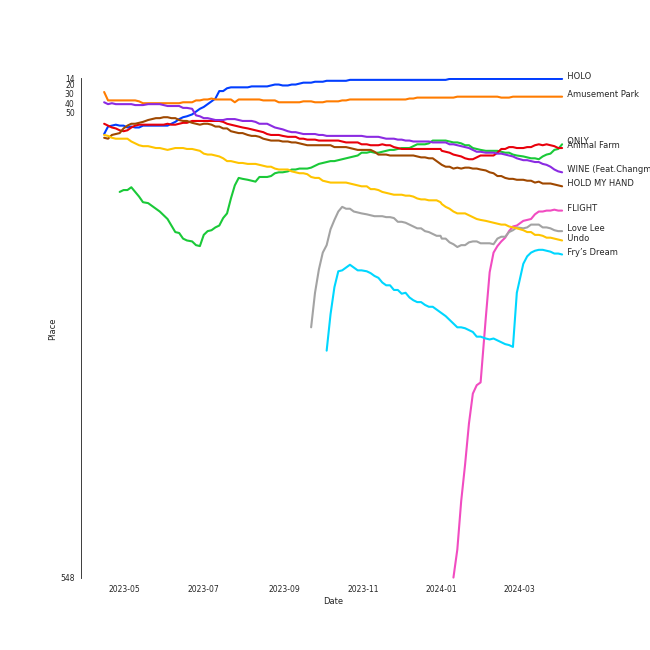 14
20
30
40
50
548
Place
2023-05
2023-07
2023-09
2023-11
2024-01
2024-03
Date
HOLO
Amusement Park
ONLY
Animal Farm
WINE (Feat.Changm
HOLD MY HAND
FLIGHT
Love Lee
Undo
Fry's Dream